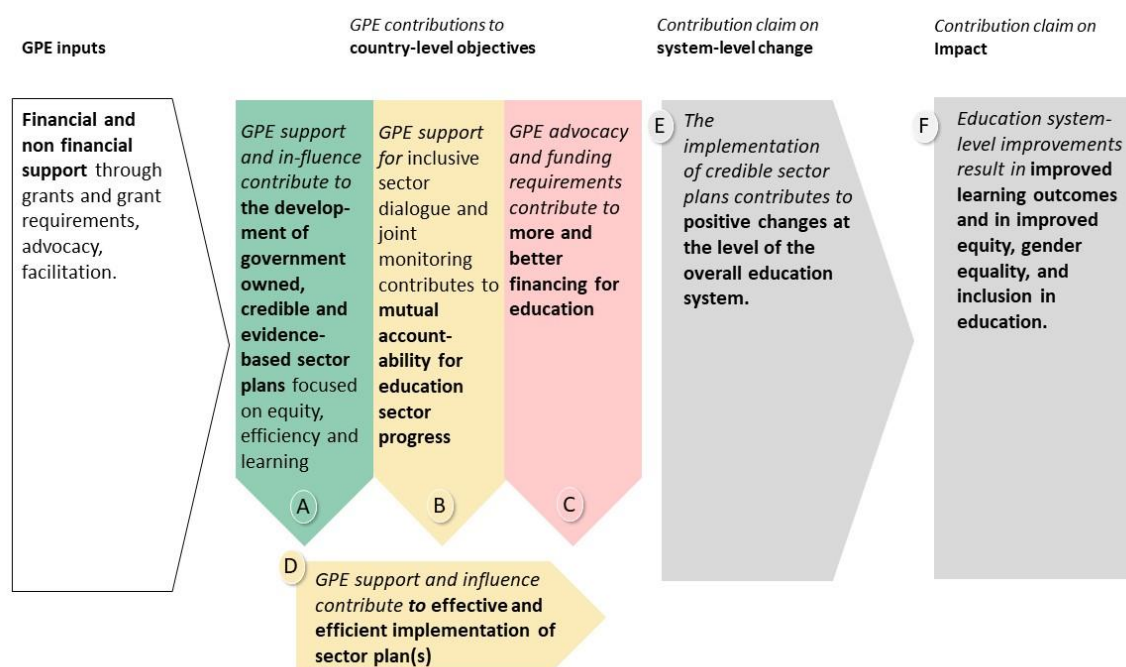 GPE inputs
GPE contributions to
country-level objectives
Contribution claim on
system-level change
Contribution claim on
Impact
Financial and
non financial
support through
grants and grant
requirements,
advocacy,
facilitation.
GPE support
and in-fluence
contribute to
the develop-
ment of
government
owned,
credible and
evidence-
based sector
plans focused
on equity,
efficiency and
learning
A
GPE support
for inclusive
sector
dialogue and
joint
monitoring
contributes to
mutual
account-
ability for
education
sector
progress
B
GPE advocacy
and funding
requirements
contribute to
more and
better
financing for
education
C
D
GPE support and influence
contribute to effective and
efficient implementation of
sector plan(s)
E
The
implementation
of credible sector
plans contributes to
positive changes at
the level of the
overall education
system.
F
Education system-
level improvements
result in improved
learning outcomes
and in improved
equity, gender
equality, and
inclusion in
education.